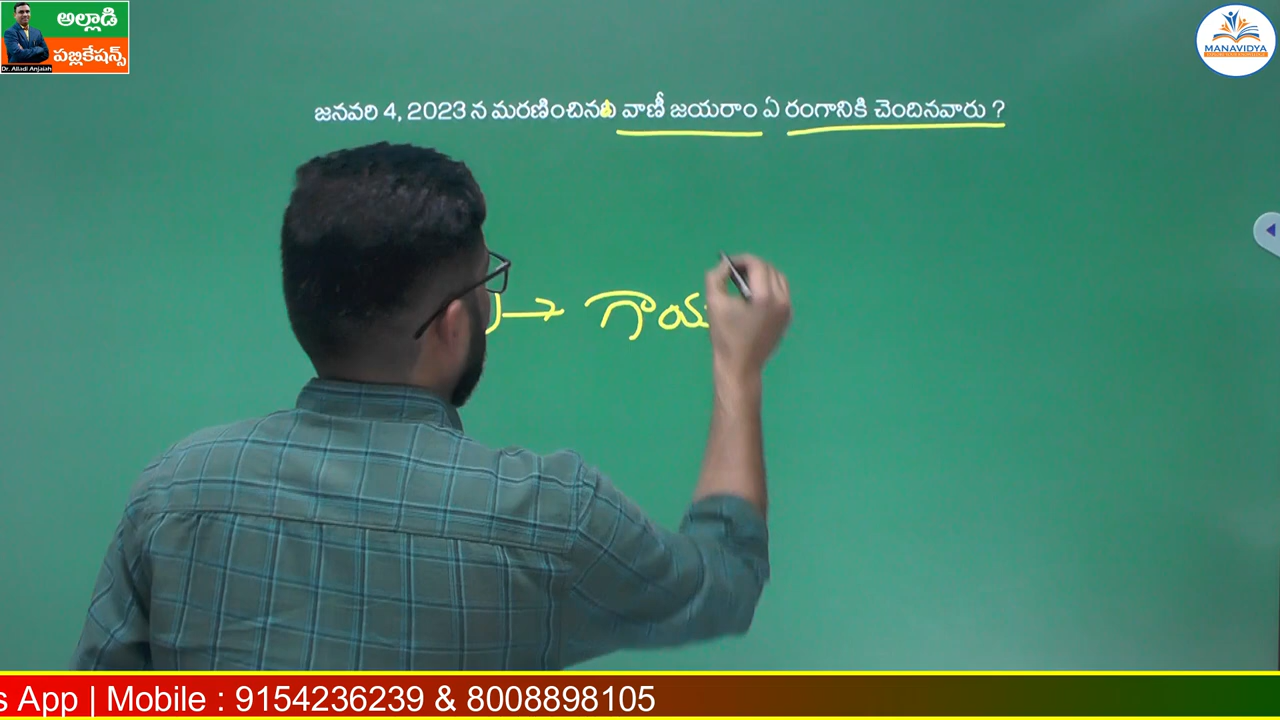 అల్లాడి
పబ్లికేషన్స్
Dr. Alladi Anjaiah
MANAVIDYA
జనవరి 4, 2023 న మరణించిన వాణీ జయరాం ఏ రంగానికి చెందినవారు ?
→ గాయ
s App | Mobile : 9154236239 & 8008898105